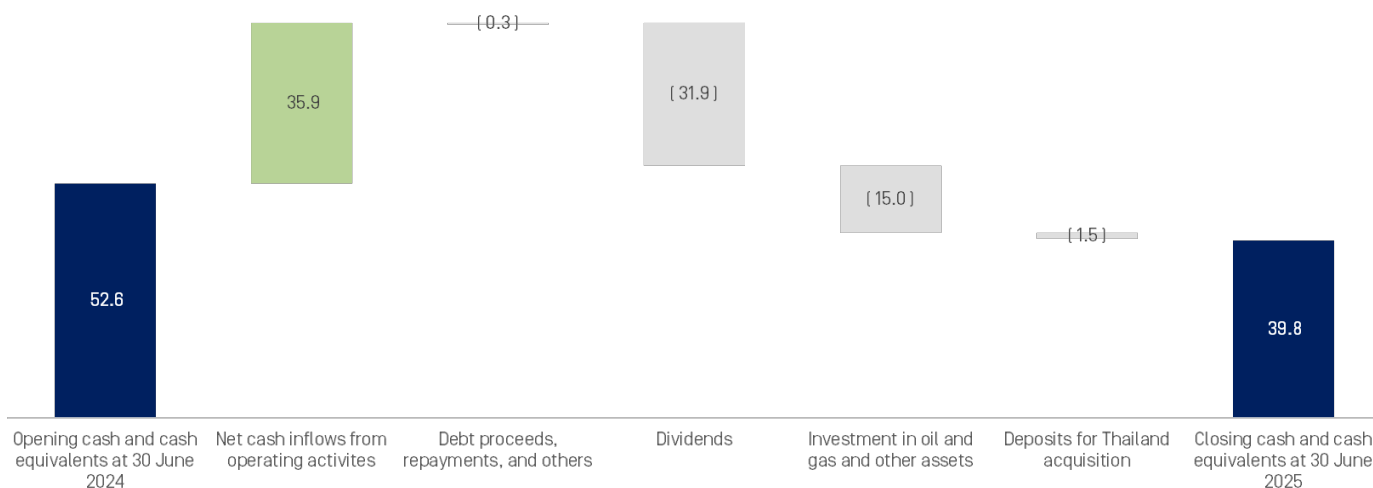 ( 0.3 )
35.9
( 31.9 )
( 15.0 )
( 1.5 )
52.6
39.8
Opening cash and cash
equivalents at 30 June
2024
Net cash inflows from
operating activites
Debt proceeds,
repayments, and others
Dividends
Investment in oil and
gas and other assets
Deposits for Thailand
acquisition
Closing cash and cash
equivalents at 30 June
2025